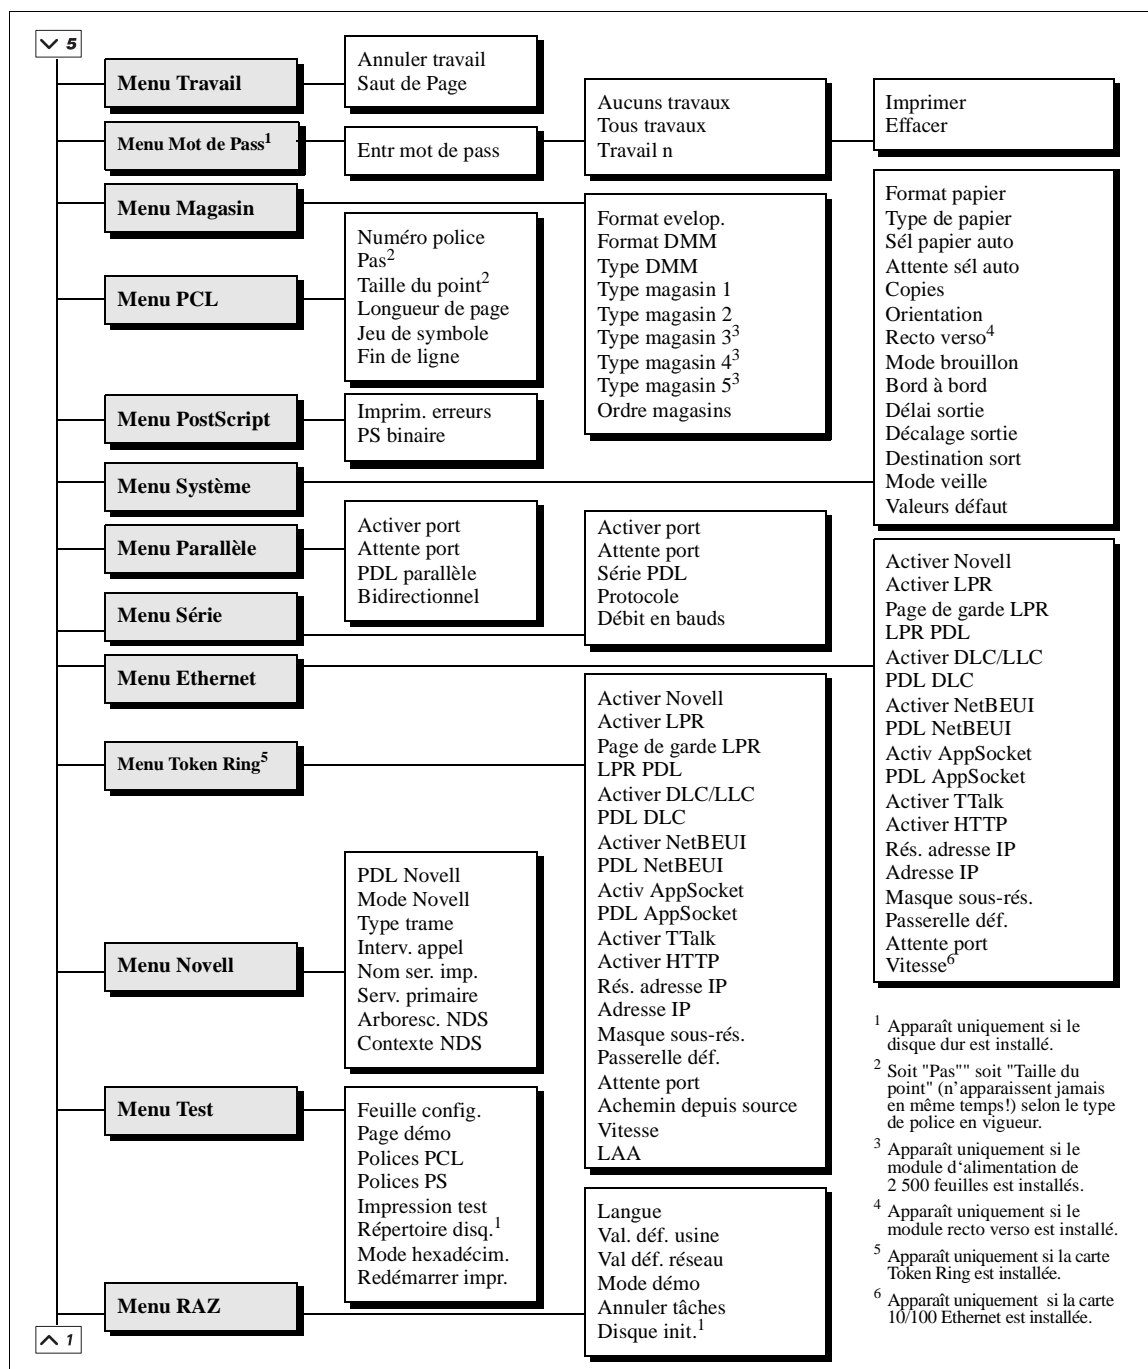 5
Menu Travail
Annuler travail
Saut de Page
Menu Mot de Pass1
Entr mot de pass
Aucuns travaux
Tous travaux
Travail n
Imprimer
Effacer
Menu Magasin
Format evelop.
Format DMM
Type DMM
Type magasin 1
Type magasin 2
Type magasin 33
Type magasin 43
Type magasin 53
Ordre magasins
Menu PCL
Numéro police
Pas2
Taille du point2
Longueur de page
Jeu de symbole
Fin de ligne
Menu PostScript
Imprim. erreurs
PS binaire
Menu Système
Format papier
Type de papier
Sél papier auto
Attente sél auto
Copies
Orientation
Recto verso4
Mode brouillon
Bord à bord
Délai sortie
Décalage sortie
Destination sort
Mode veille
Valeurs défaut
Menu Parallèle
Activer port
Attente port
PDL parallèle
Bidirectionnel
Menu Série
Activer port
Attente port
Série PDL
Protocole
Débit en bauds
Menu Ethernet
Activer Novell
Activer LPR
Page de garde LPR
LPR PDL
Activer DLC/LLC
PDL DLC
Activer NetBEUI
PDL NetBEUI
Activ AppSocket
PDL AppSocket
Activer TTalk
Activer HTTP
Rés. adresse IP
Adresse IP
Masque sous-rés.
Passerelle déf.
Attente port
Vitesse6
Menu Token Ring5
Activer Novell
Activer LPR
Page de garde LPR
LPR PDL
Activer DLC/LLC
PDL DLC
Activer NetBEUI
PDL NetBEUI
Activ AppSocket
PDL AppSocket
Activer TTalk
Activer HTTP
Rés. adresse IP
Adresse IP
Masque sous-rés.
Passerelle déf.
Attente port
Achemin depuis source
Vitesse
LAA
Menu Novell
PDL Novell
Mode Novell
Type trame
Interv. appel
Nom ser. imp.
Serv. primaire
Arboresc. NDS
Contexte NDS
Menu Test
Feuille config.
Page démo
Polices PCL
Polices PS
Impression test
Répertoire disq.1
Mode hexadécim.
Redémarrer impr.
Menu RAZ
Langue
Val. déf. usine
Val déf. réseau
Mode démo
Annuler tâches
Disque init.1
1
1 Apparaît uniquement si le
disque dur est installé.
2 Soit "Pas"" soit "Taille du
point" (n’apparaissent jamais
en même temps!) selon le type
de police en vigueur.
3 Apparaît uniquement si le
module d‘alimentation de
2 500 feuilles est installés.
4 Apparaît uniquement si le
module recto verso est installé.
5 Apparaît uniquement si la carte
Token Ring est installée.
6 Apparaît uniquement si la carte
10/100 Ethernet est installée.